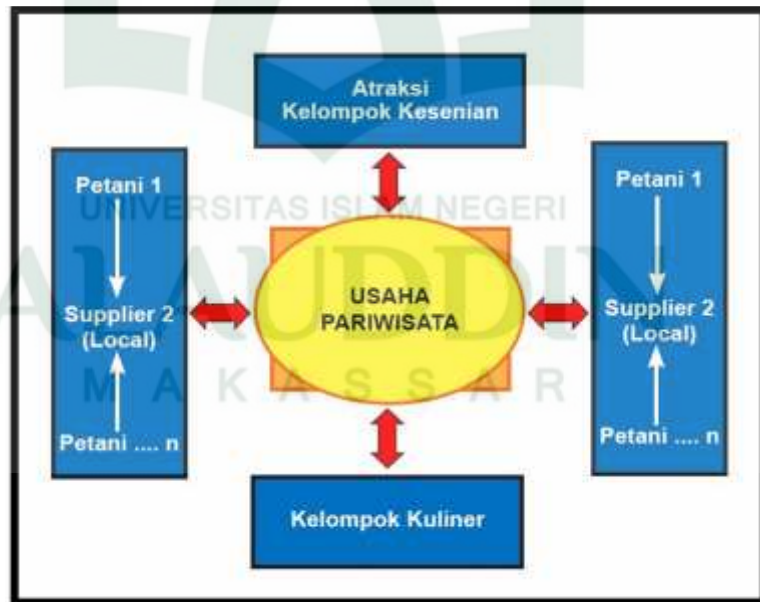 Atraksi
Kelompok Kesenian
Petani 1
Supplier 2
(Local)
Petani .... n
USAHA
PARIWISATA
Petani 1
Supplier 2
(Local)
Petani .... n
Kelompok Kuliner
UNIVERSITAS ISLAM NEGERI
ALAUDDIN
MAKASSAR